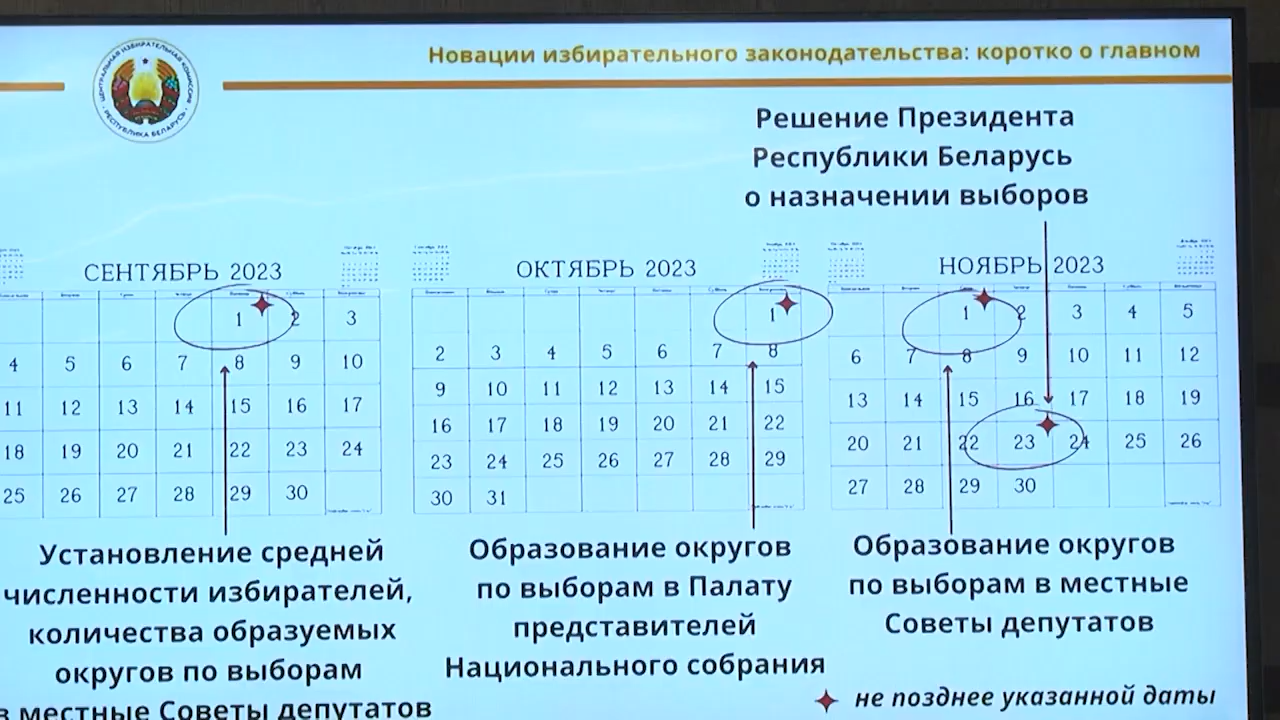 Новации избирательного законодательства: коротко о главном
ЦЕНТРАЛЬНАЯ ИЗБИРАТЕЛЬНАЯ КОМИССИЯ
РЕСПУБЛИКА БЕЛАРУСЬ
Решение Президента
Республики Беларусь
о назначении выборов
СЕНТЯБРЬ 2023
1 2 3
4 5 6 7 8 9 10
11 12 13 14 15 16 17
18 19 20 21 22 23 24
25 26 27 28 29 30
ОКТЯБРЬ 2023
1
2 3 4 5 6 7 8
9 10 11 12 13 14 15
16 17 18 19 20 21 22
23 24 25 26 27 28 29
30 31
НОЯБРЬ 2023
1 2 3 4 5
6 7 8 9 10 11 12
13 14 15 16 17 18 19
20 21 22 23 24 25 26
27 28 29 30
Установление средней
численности избирателей,
количества образуемых
округов по выборам
в местные Советы депутатов
Образование округов
по выборам в Палату
представителей
Национального собрания
Образование округов
по выборам в местные
Советы депутатов
не позднее указанной даты